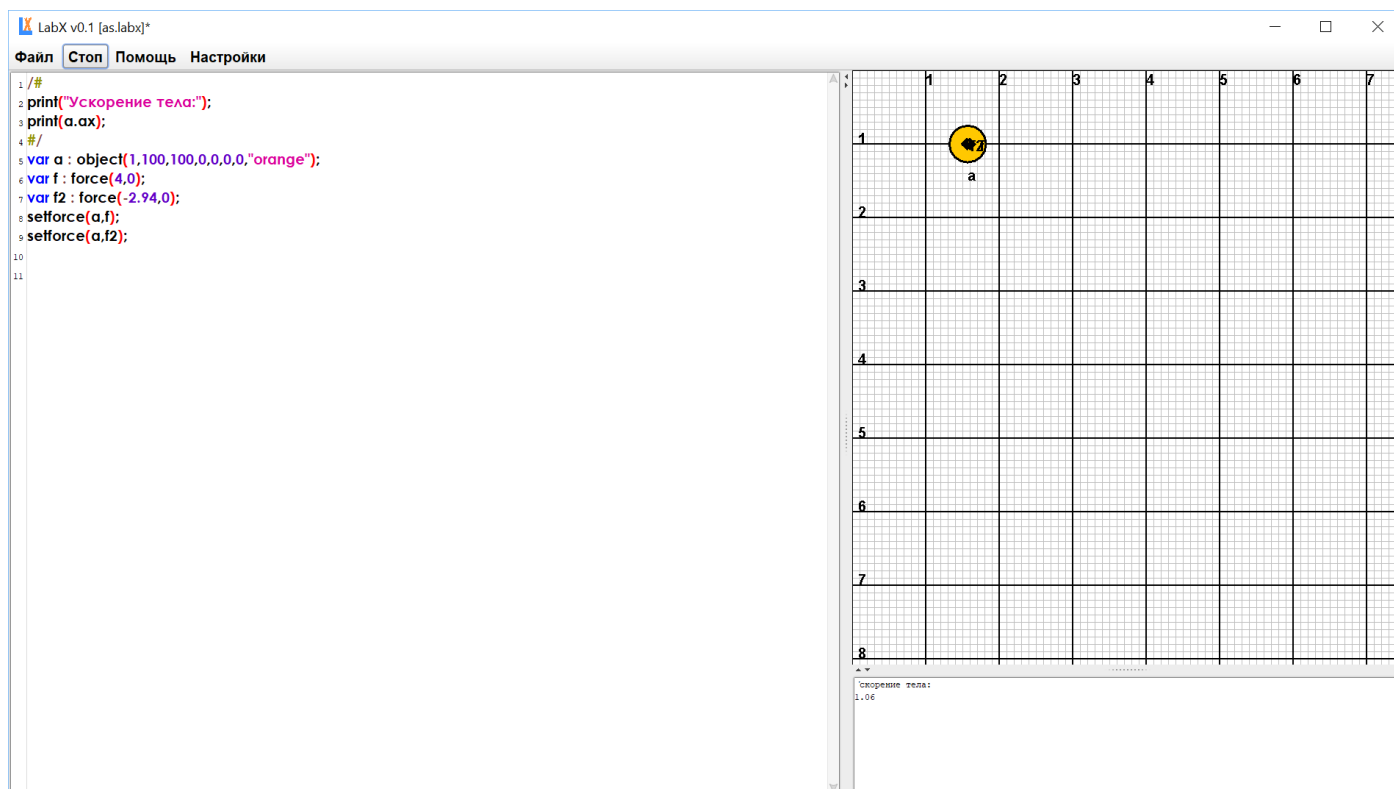 LabX v0.1 [as.labx]*
Файл Стоп Помощь Настройки
1 /#
2 print("Ускорение тела:");
3 print(a.ax);
4 #/
5 var a : object(1,100,100,0,0,0,0,"orange");
6 var f : force(4,0);
7 var f2 : force(-2.94,0);
8 setforce(a,f);
9 setforce(a,f2);
10
11
1 2 3 4 5 6 7
1
a
2
3
4
5
6
7
8
скорение тела:
1.06